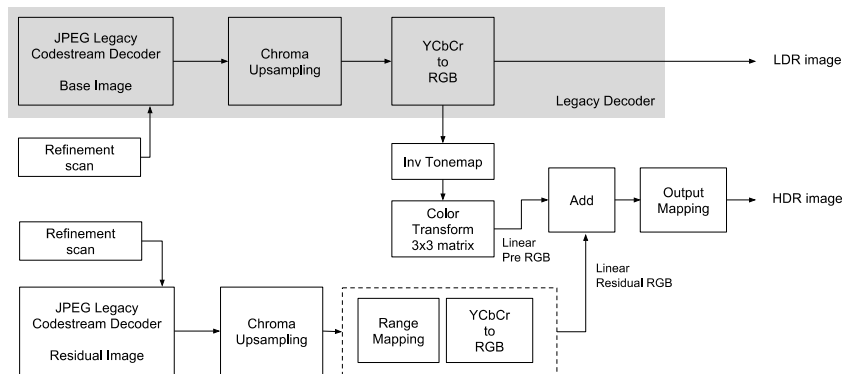 JPEG Legacy
Codestream Decoder
Base Image
Chroma
Upsampling
YCbCr
to
RGB
LDR image
Legacy Decoder
Refinement
scan
Inv Tonemap
Color
Transform
3x3 matrix
Linear
Pre RGB
Add
Output
Mapping
HDR image
Refinement
scan
Linear
Residual RGB
JPEG Legacy
Codestream Decoder
Residual Image
Chroma
Upsampling
Range
Mapping
YCbCr
to
RGB